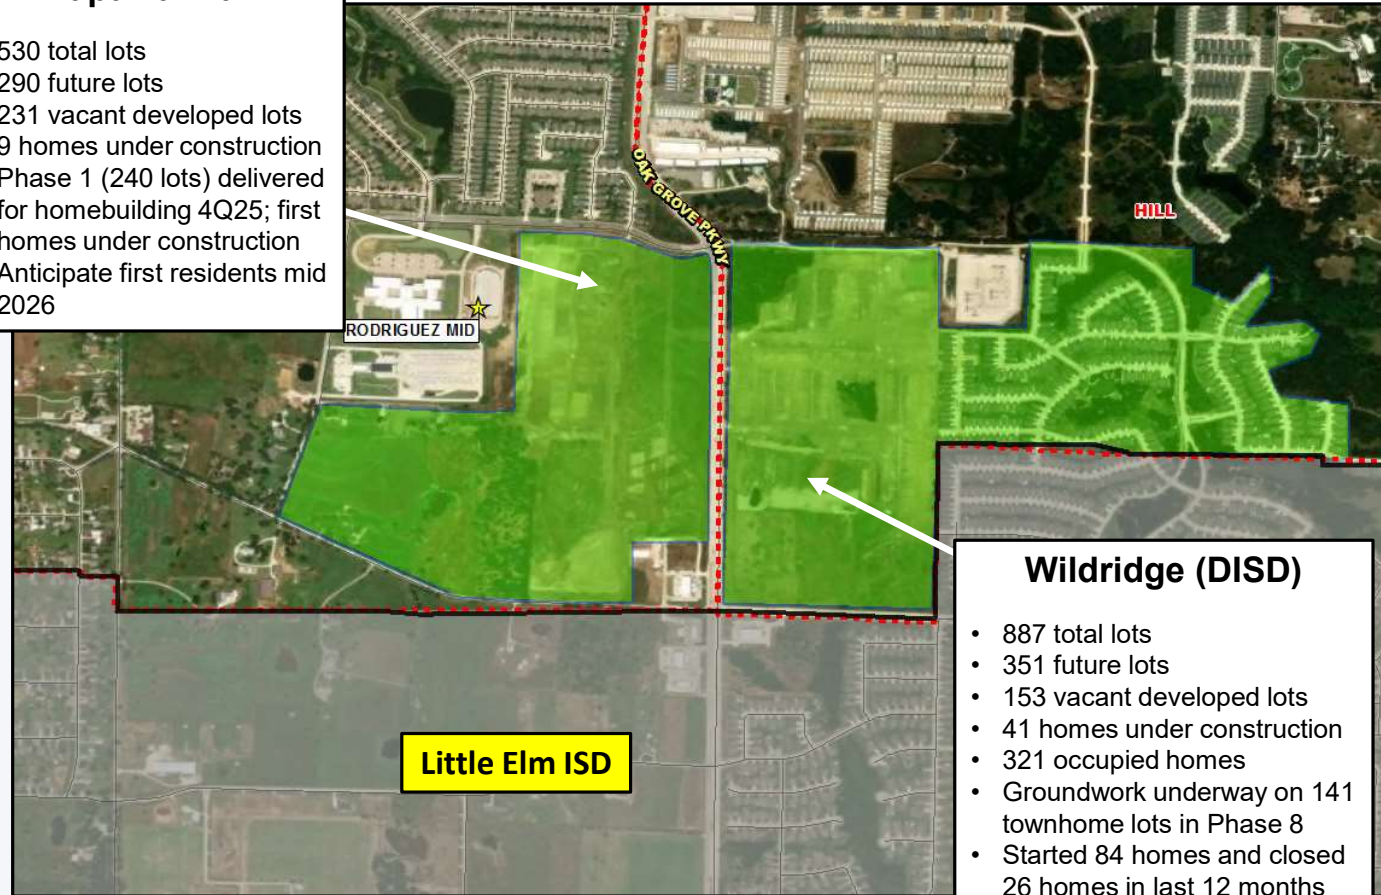 530 total lots
290 future lots
231 vacant developed lots
9 homes under construction
Phase 1 (240 lots) delivered
for homebuilding 4Q25; first
homes under construction
Anticipate first residents mid
2026
OAK GROVE PKWY
HILL
RODRIGUEZ MID
Wildridge (DISD)
• 887 total lots
• 351 future lots
• 153 vacant developed lots
• 41 homes under construction
• 321 occupied homes
• Groundwork underway on 141
townhome lots in Phase 8
• Started 84 homes and closed
26 homes in last 12 months
Little Elm ISD